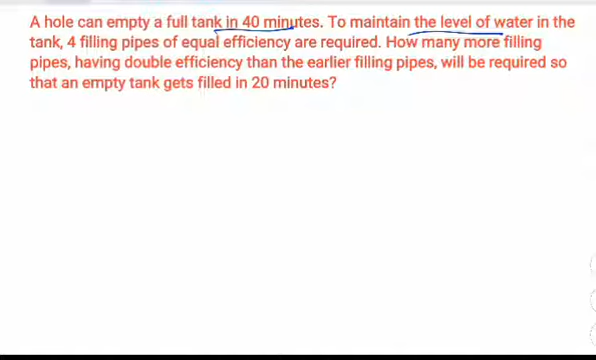 A hole can empty a full tank in 40 minutes. To maintain the level of water in the
tank, 4 filling pipes of equal efficiency are required. How many more filling
pipes, having double efficiency than the earlier filling pipes, will be required so
that an empty tank gets filled in 20 minutes?